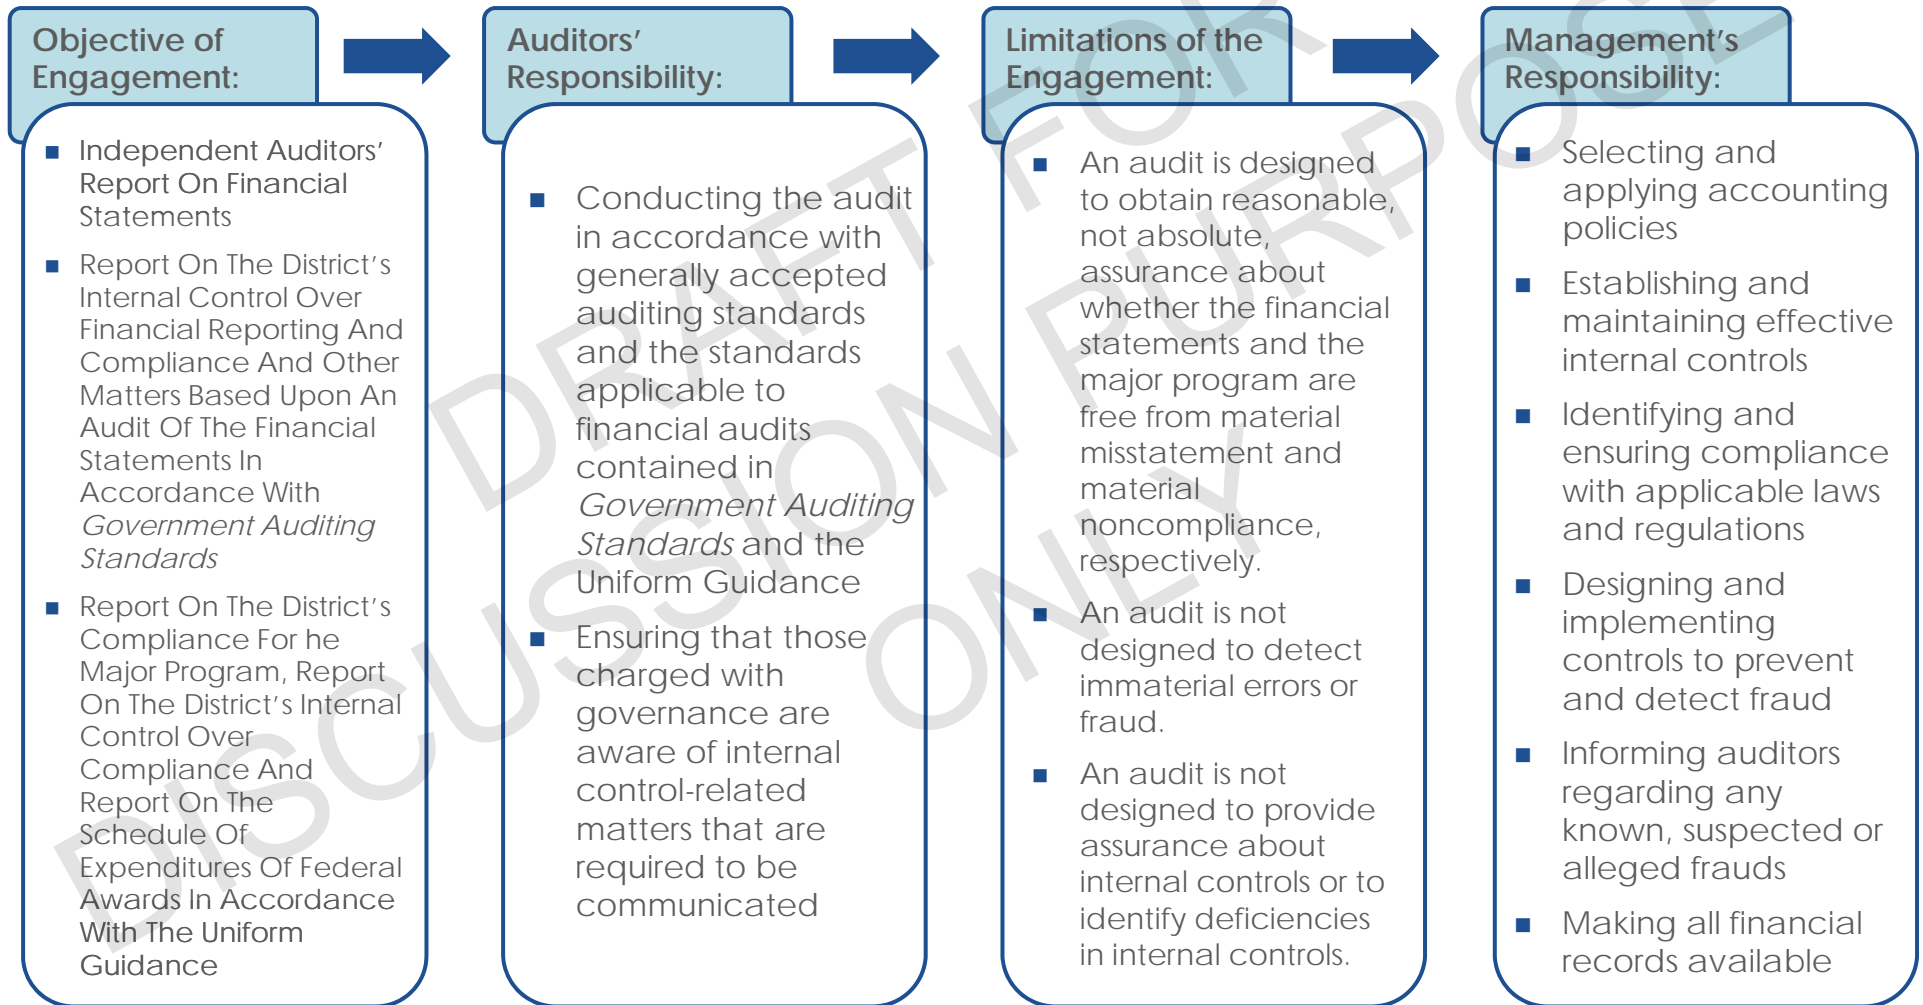 Objective of
Engagement:
■ Independent Auditors'
Report On Financial
Statements
■ Report On The District's
Internal Control Over
Financial Reporting And
Compliance And Other
Matters Based Upon An
Audit Of The Financial
Statements In
Accordance With
Government Auditing
Standards
■ Report On The District's
Compliance For he
Major Program, Report
On The District's Internal
Control Over
Compliance And
Report On The
Schedule Of
Expenditures Of Federal
Awards In Accordance
With The Uniform
Guidance
Auditors'
Responsibility:
■ Conducting the audit
in accordance with
generally accepted
auditing standards
and the standards
applicable to
financial audits
contained in
Government Auditing
Standards and the
Uniform Guidance
■ Ensuring that those
charged with
governance are
aware of internal
control-related
matters that are
required to be
communicated
Limitations of the
Engagement:
■ An audit is designed
to obtain reasonable,
not absolute,
assurance about
whether the financial
statements and the
major program are
free from material
misstatement and
material
noncompliance,
respectively.
■ An audit is not
designed to detect
immaterial errors or
fraud.
■ An audit is not
designed to provide
assurance about
internal controls or to
identify deficiencies
in internal controls.
Management's
Responsibility:
■ Selecting and
applying accounting
policies
■ Establishing and
maintaining effective
internal controls
■ Identifying and
ensuring compliance
with applicable laws
and regulations
■ Designing and
implementing
controls to prevent
and detect fraud
■ Informing auditors
regarding any
known, suspected or
alleged frauds
■ Making all financial
records available
DRAFT FOR
DISCUSSION PURPOSE
ONLY